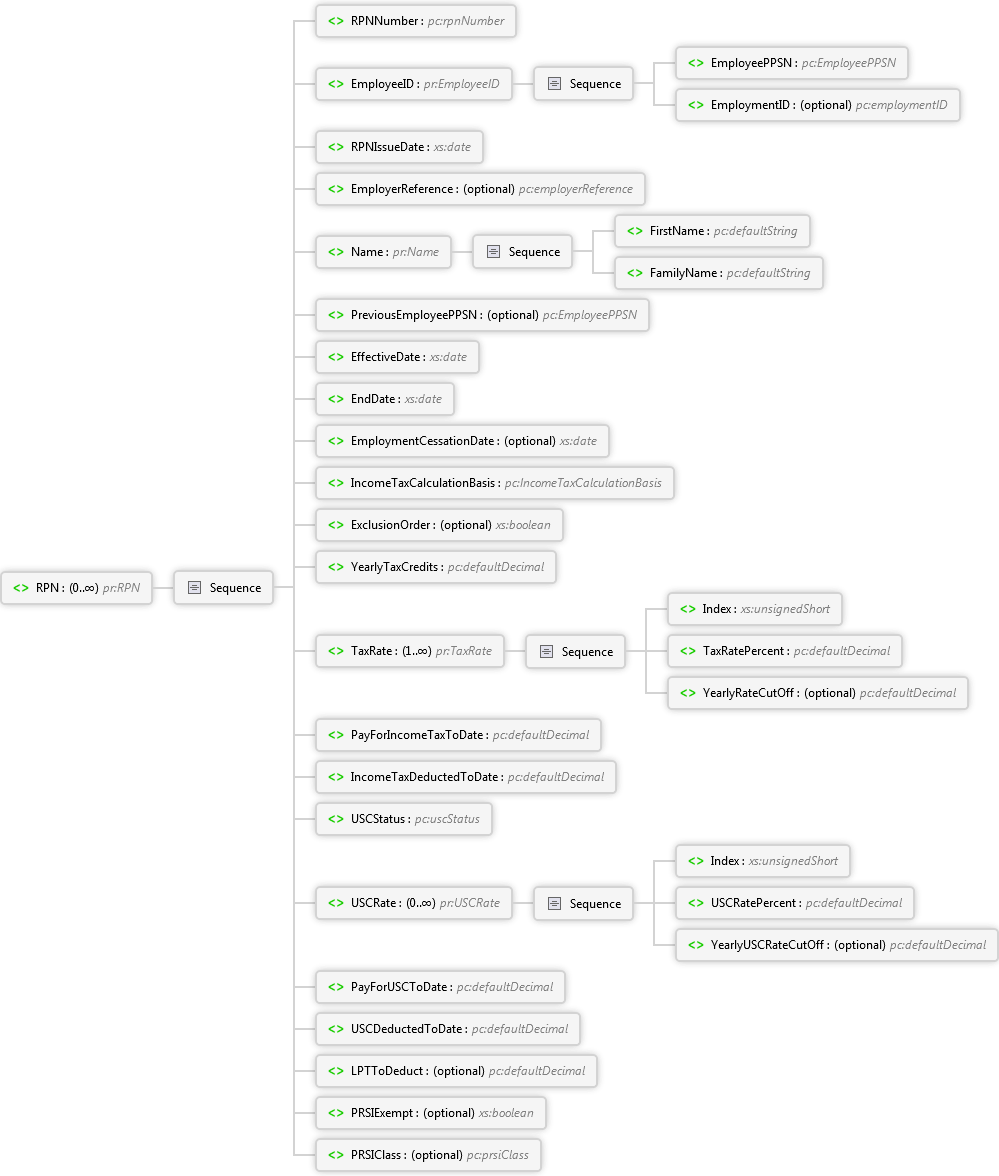 <> RPNNumber : pc:rpnNumber
<> EmployeeID : pr:EmployeeID
Sequence
<> EmployeePPSN : pc:EmployeePPSN
<> EmploymentID : (optional) pc:employmentID
<> RPNIssueDate : xs:date
<> EmployerReference : (optional) pc:employerReference
<> Name : pr:Name
Sequence
<> FirstName : pc:defaultString
<> FamilyName : pc:defaultString
<> PreviousEmployeePPSN : (optional) pc:EmployeePPSN
<> EffectiveDate : xs:date
<> EndDate : xs:date
<> EmploymentCessationDate : (optional) xs:date
<> IncomeTaxCalculationBasis : pc:IncomeTaxCalculationBasis
<> ExclusionOrder : (optional) xs:boolean
<> YearlyTaxCredits : pc:defaultDecimal
<> RPN : (0..∞) pr:RPN
Sequence
<> TaxRate : (1..∞) pr:TaxRate
Sequence
<> Index : xs:unsignedShort
<> TaxRatePercent : pc:defaultDecimal
<> YearlyRateCutOff : (optional) pc:defaultDecimal
<> PayForIncomeTaxToDate : pc:defaultDecimal
<> IncomeTaxDeductedToDate : pc:defaultDecimal
<> USCStatus : pc:uscStatus
<> USCRate : (0..∞) pr:USCRate
Sequence
<> Index : xs:unsignedShort
<> USCRatePercent : pc:defaultDecimal
<> YearlyUSCRateCutOff : (optional) pc:defaultDecimal
<> PayForUSCToDate : pc:defaultDecimal
<> USCDeductedToDate : pc:defaultDecimal
<> LPTToDeduct : (optional) pc:defaultDecimal
<> PRSIExempt : (optional) xs:boolean
<> PRSIClass : (optional) pc:prsiClass